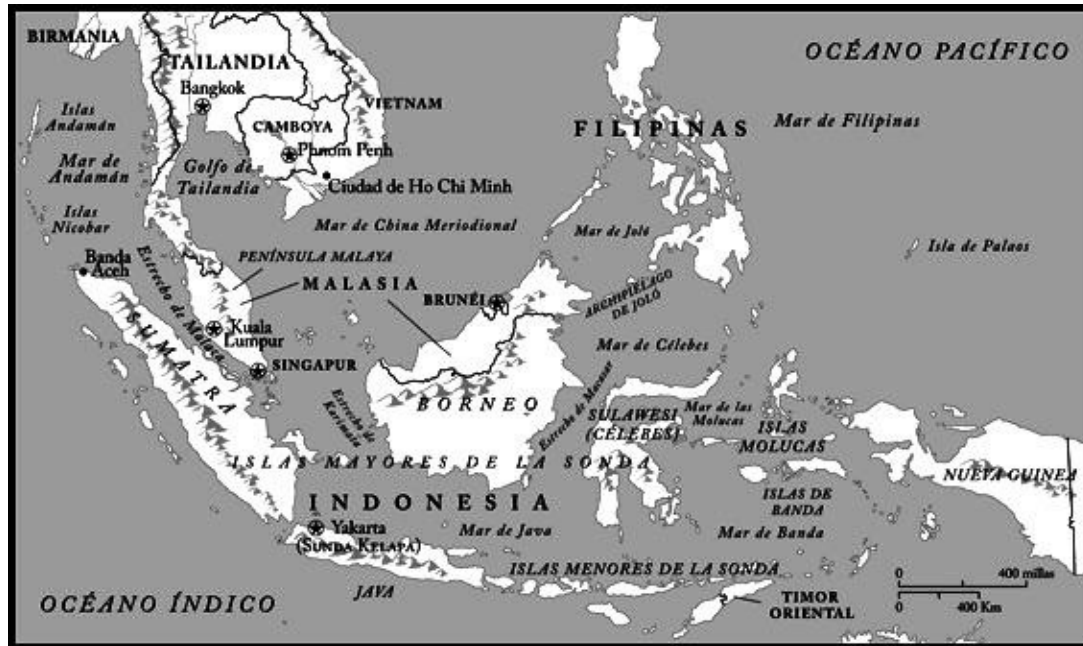 BIRMANIA
OCÉANO PACÍFICO
TAILANDIA
Bangkok
Islas
Andamán
VIETNAM
CAMBOYA
FILIPINAS
Mar de Filipinas
Phnom Penh
Mar de
Andamán
Golfo de
Tailandia
Ciudad de Ho Chi Minh
Islas
Nicobar
Mar de China Meriodional
Mar de Joló
Isla de Palaos
Banda
Aceh
Estrecho de Malaca
PENÍNSULA MALAYA
MALASIA
BRUNÉI
ARCHIPIÉLAGO
DE JOLÓ
Kuala
Lumpur
SINGAPUR
SUMATRA
Mar de Célebes
Estrecho de
Karimata
BORNEO
Estrecho de Macasar
SULAWESI
(CÉLEBES)
Mar de las
Molucas
ISLAS
MOLUCAS
ISLAS MAYORES DE LA SONDA
NUEVA GUINEA
INDONESIA
ISLAS DE
BANDA
Yakarta
(SUNDA KELAPA)
Mar de Java
Mar de Banda
ISLAS MENORES DE LA SONDA
JAVA
OCÉANO ÍNDICO
TIMOR
ORIENTAL
0 400 millas
0 400 Km